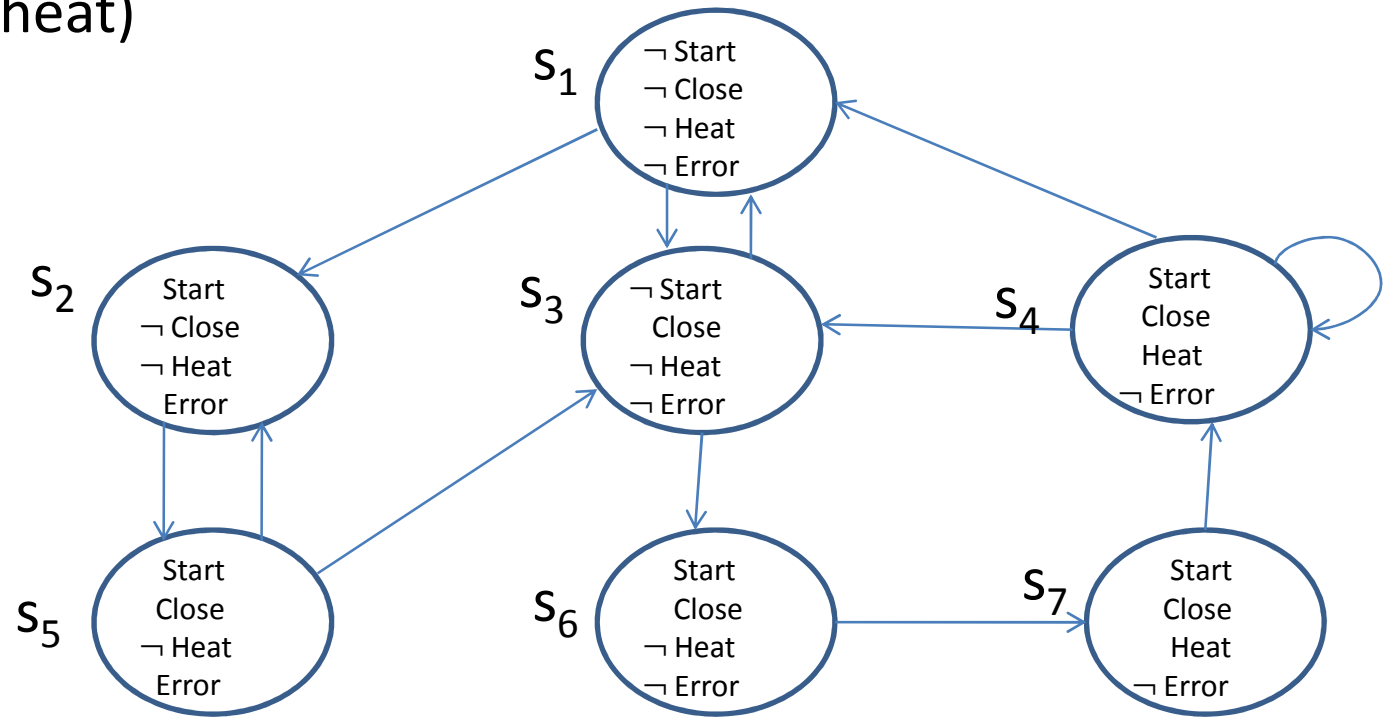 heat)
s1
¬ Start
¬ Close
¬ Heat
¬ Error
s2
Start
¬ Close
¬ Heat
Error
s3
¬ Start
Close
¬ Heat
¬ Error
s4
Start
Close
Heat
¬ Error
s5
Start
Close
¬ Heat
Error
s6
Start
Close
¬ Heat
¬ Error
s7
Start
Close
Heat
¬ Error